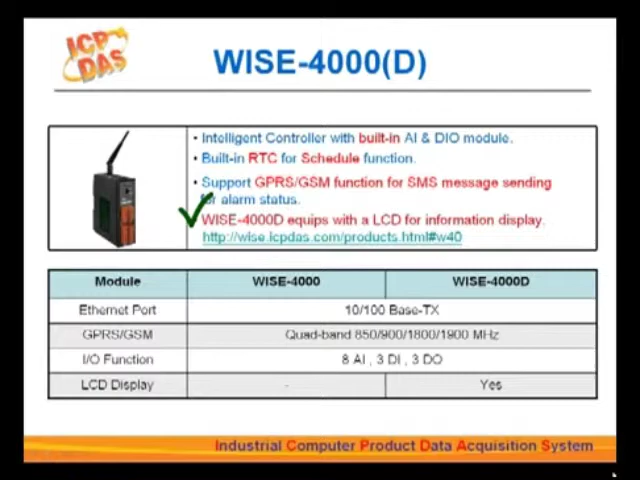 ICP
DAS
WISE-4000(D)
• Intelligent Controller with built-in AI & DIO module.
• Built-in RTC for Schedule function.
• Support GPRS/GSM function for SMS message sending
for alarm status.
WISE-4000D equips with a LCD for information display.
http://wise.icpdas.com/products.html#w40
Module WISE-4000 WISE-4000D
Ethernet Port 10/100 Base-TX
GPRS/GSM Quad-band 850/900/1800/1900 MHz
I/O Function 8 AI , 3 DI , 3 DO
LCD Display - Yes
Industrial Computer Product Data Acquisition System